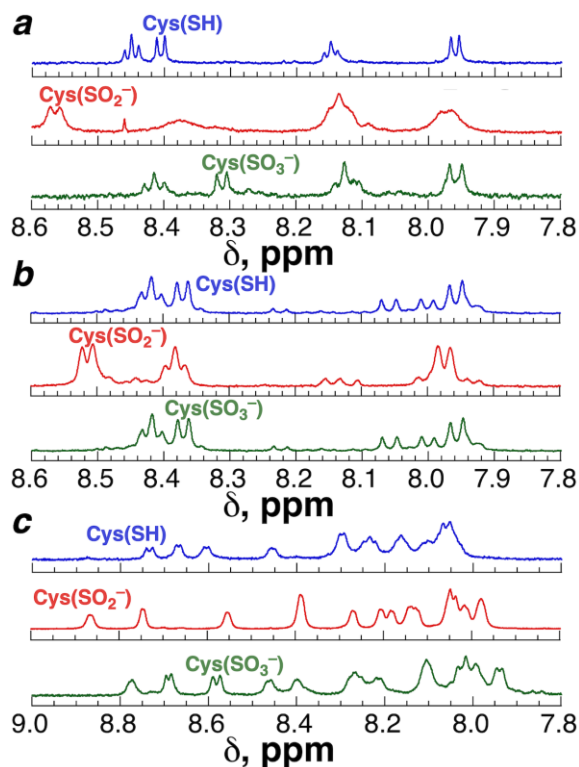 a
Cys(SH)
Cys(SO₂⁻)
Cys(SO₃⁻)
8.6 8.5 8.4 8.3 8.2 8.1 8.0 7.9 7.8
δ, ppm
b
Cys(SH)
Cys(SO₂⁻)
Cys(SO₃⁻)
8.6 8.5 8.4 8.3 8.2 8.1 8.0 7.9 7.8
δ, ppm
c
Cys(SH)
Cys(SO₂⁻)
Cys(SO₃⁻)
9.0 8.8 8.6 8.4 8.2 8.0 7.8
δ, ppm